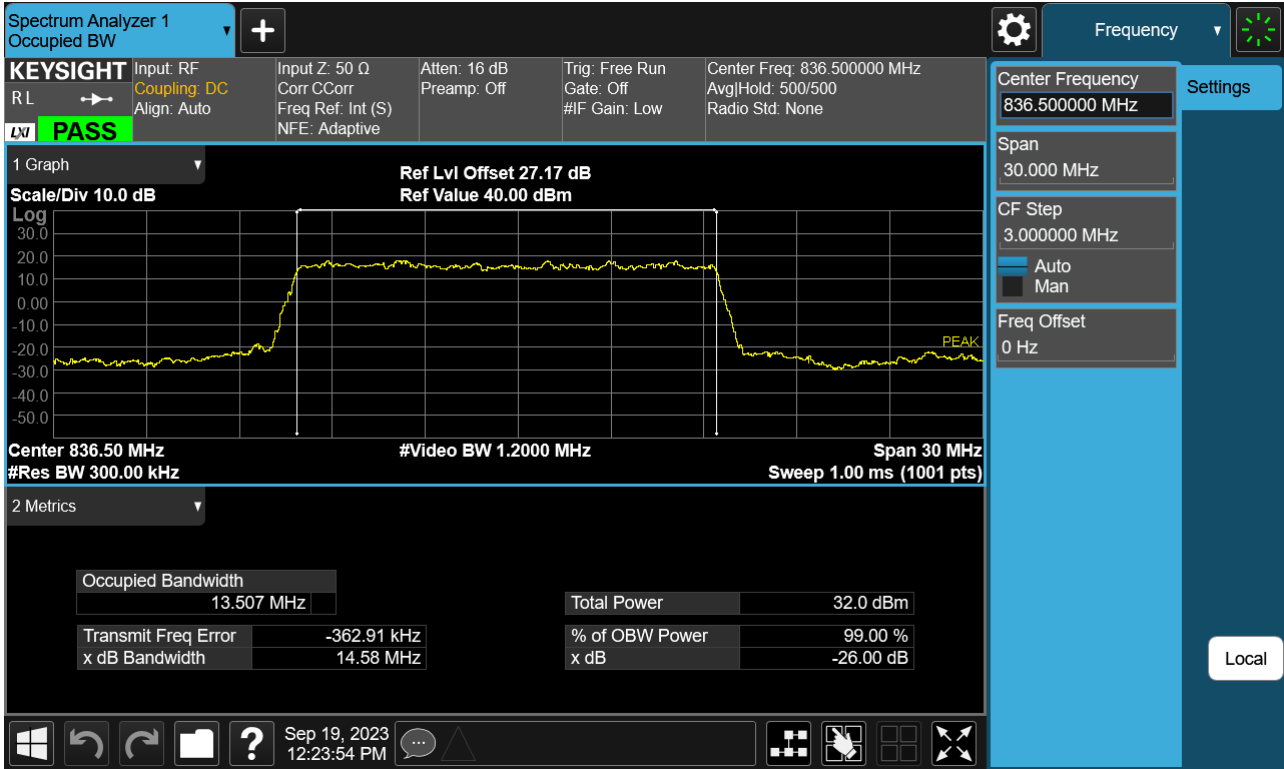 Spectrum Analyzer 1
Occupied BW
Frequency
KEYSIGHT
R L
LXI
PASS
Input: RF
Coupling: DC
Align: Auto
Input Z: 50 Ω
Corr CCorr
Freq Ref: Int (S)
NFE: Adaptive
Atten: 16 dB
Preamp: Off
Trig: Free Run
Gate: Off
#IF Gain: Low
Center Freq: 836.500000 MHz
Avg|Hold: 500/500
Radio Std: None
1 Graph
Scale/Div 10.0 dB
Ref Lvl Offset 27.17 dB
Ref Value 40.00 dBm
Log
30.0
20.0
10.0
0.00
-10.0
-20.0
-30.0
-40.0
-50.0
PEAK
Center 836.50 MHz
#Video BW 1.2000 MHz
Span 30 MHz
#Res BW 300.00 kHz
Sweep 1.00 ms (1001 pts)
2 Metrics
Occupied Bandwidth
13.507 MHz
Total Power 32.0 dBm
Transmit Freq Error -362.91 kHz
% of OBW Power 99.00 %
x dB Bandwidth 14.58 MHz
x dB -26.00 dB
Center Frequency
836.500000 MHz
Span
30.000 MHz
CF Step
3.000000 MHz
Auto
Man
Freq Offset
0 Hz
Settings
Local
?
Sep 19, 2023
12:23:54 PM